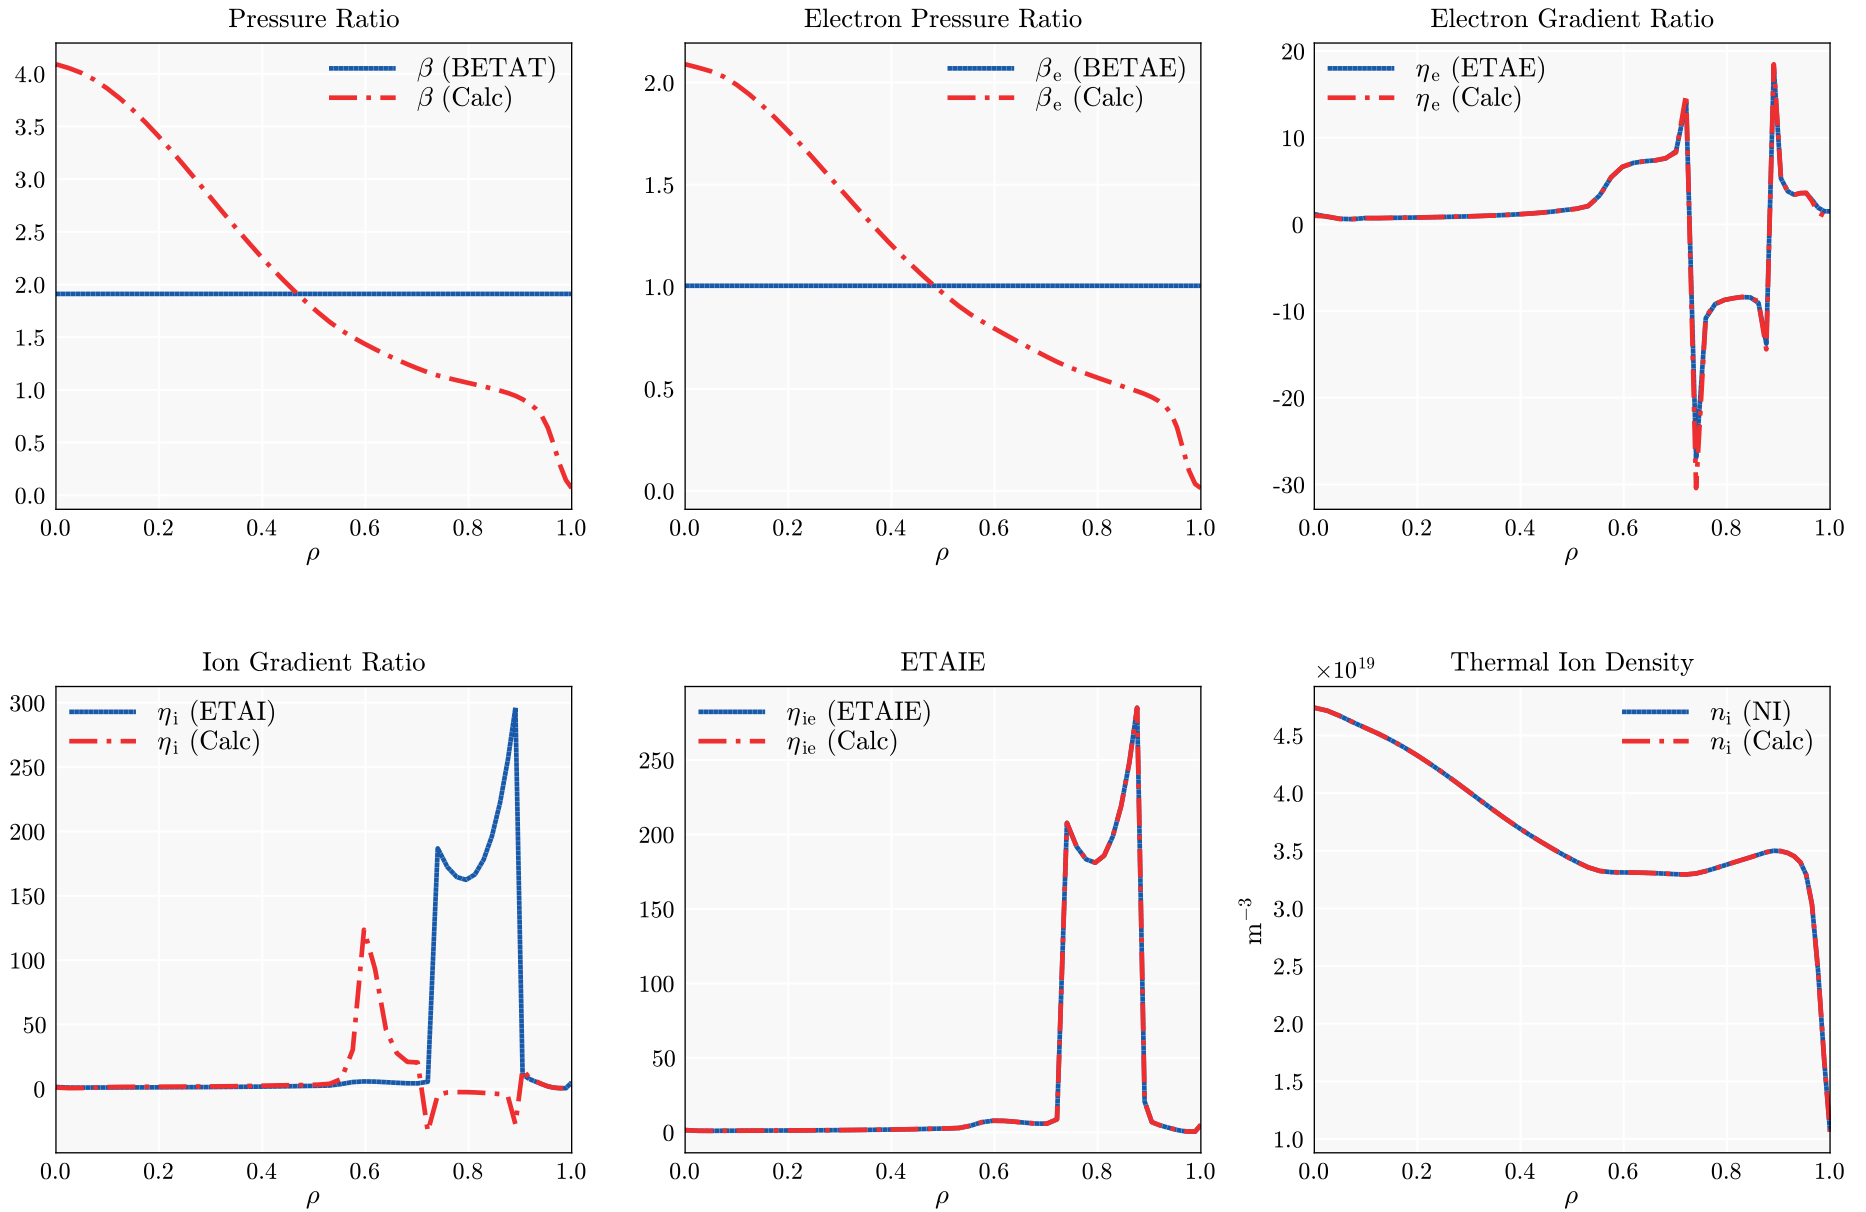 Pressure Ratio
β (BETAT)
β (Calc)
4.0
3.5
3.0
2.5
2.0
1.5
1.0
0.5
0.0
0.0 0.2 0.4 0.6 0.8 1.0
ρ
Electron Pressure Ratio
βe (BETAE)
βe (Calc)
2.0
1.5
1.0
0.5
0.0
0.0 0.2 0.4 0.6 0.8 1.0
ρ
Electron Gradient Ratio
ηe (ETAE)
ηe (Calc)
20
10
0
-10
-20
-30
0.0 0.2 0.4 0.6 0.8 1.0
ρ
Ion Gradient Ratio
ηi (ETAI)
ηi (Calc)
300
250
200
150
100
50
0
0.0 0.2 0.4 0.6 0.8 1.0
ρ
ETAIE
ηie (ETAIE)
ηie (Calc)
250
200
150
100
50
0
0.0 0.2 0.4 0.6 0.8 1.0
ρ
×10¹⁹ Thermal Ion Density
ni (NI)
ni (Calc)
4.5
4.0
3.5
3.0
2.5
2.0
1.5
1.0
m⁻³
0.0 0.2 0.4 0.6 0.8 1.0
ρ